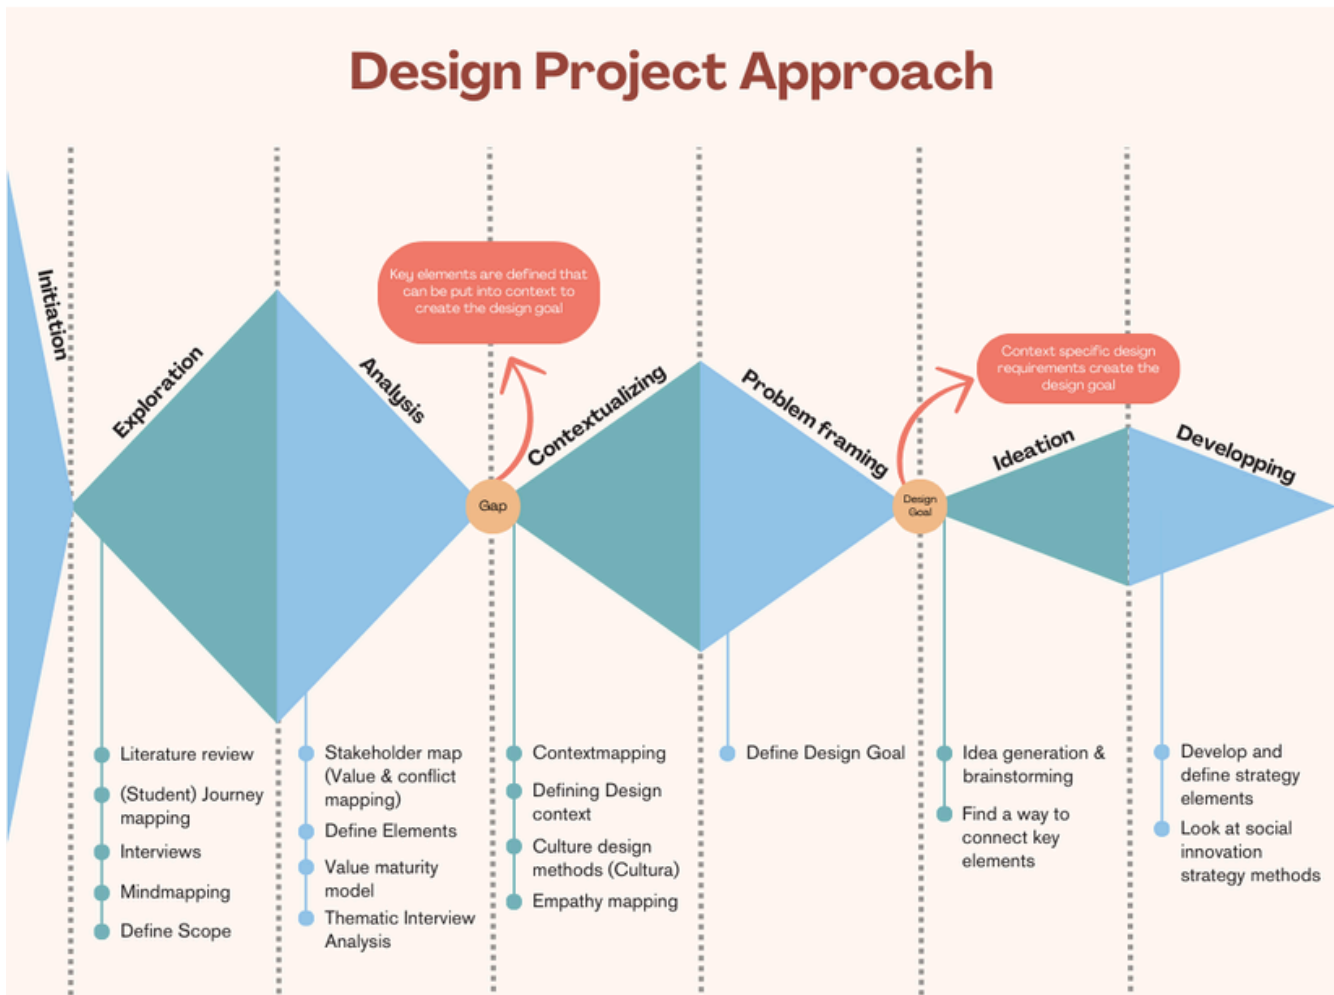 Design Project Approach
Initiation
Exploration
Analysis
Key elements are defined that
can be put into context to
create the design goal
Gap
Contextualizing
Problem framing
Design
Goal
Context specific design
requirements create the
design goal
Ideation
Developping
Literature review
(Student) Journey
mapping
Interviews
Mindmapping
Define Scope
Stakeholder map
(Value & conflict
mapping)
Define Elements
Value maturity
model
Thematic Interview
Analysis
Contextmapping
Defining Design
context
Culture design
methods (Cultura)
Empathy mapping
Define Design Goal
Idea generation &
brainstorming
Find a way to
connect key
elements
Develop and
define strategy
elements
Look at social
innovation
strategy methods